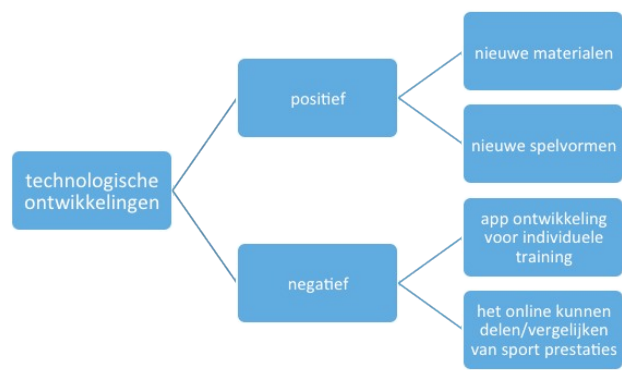 technologische
ontwikkelingen
positief
nieuwe materialen
nieuwe spelvormen
negatief
app ontwikkeling
voor individuele
training
het online kunnen
delen/vergelijken
van sport prestaties